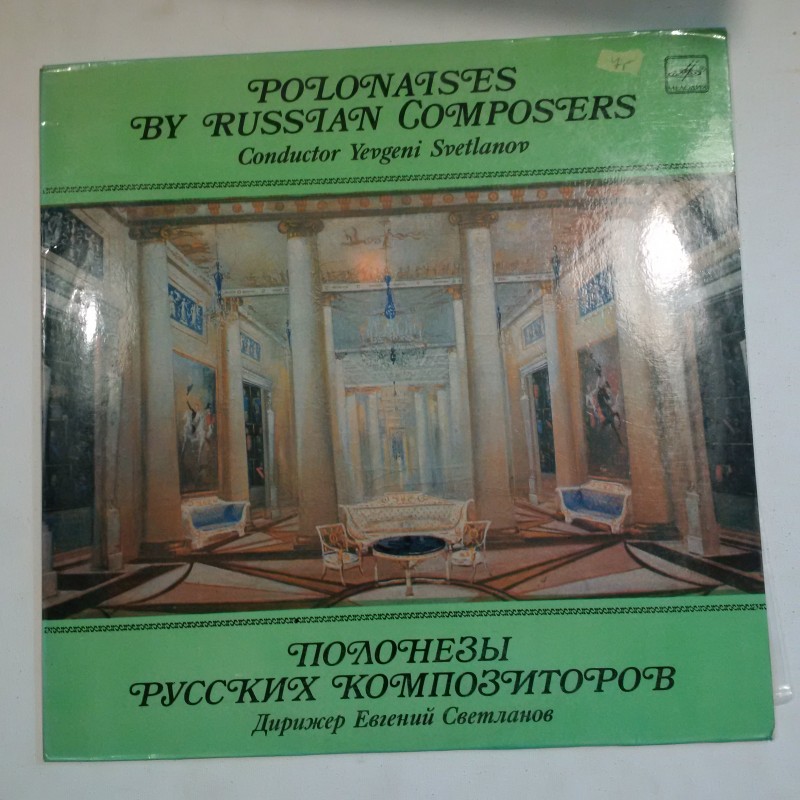 POLONAISES
BY RUSSIAN COMPOSERS
Conductor Yevgeni Svetlanov
ПОЛОНЕЗЫ
РУССКИХ КОМПОЗИТОРОВ
Дирижер Евгений Светланов